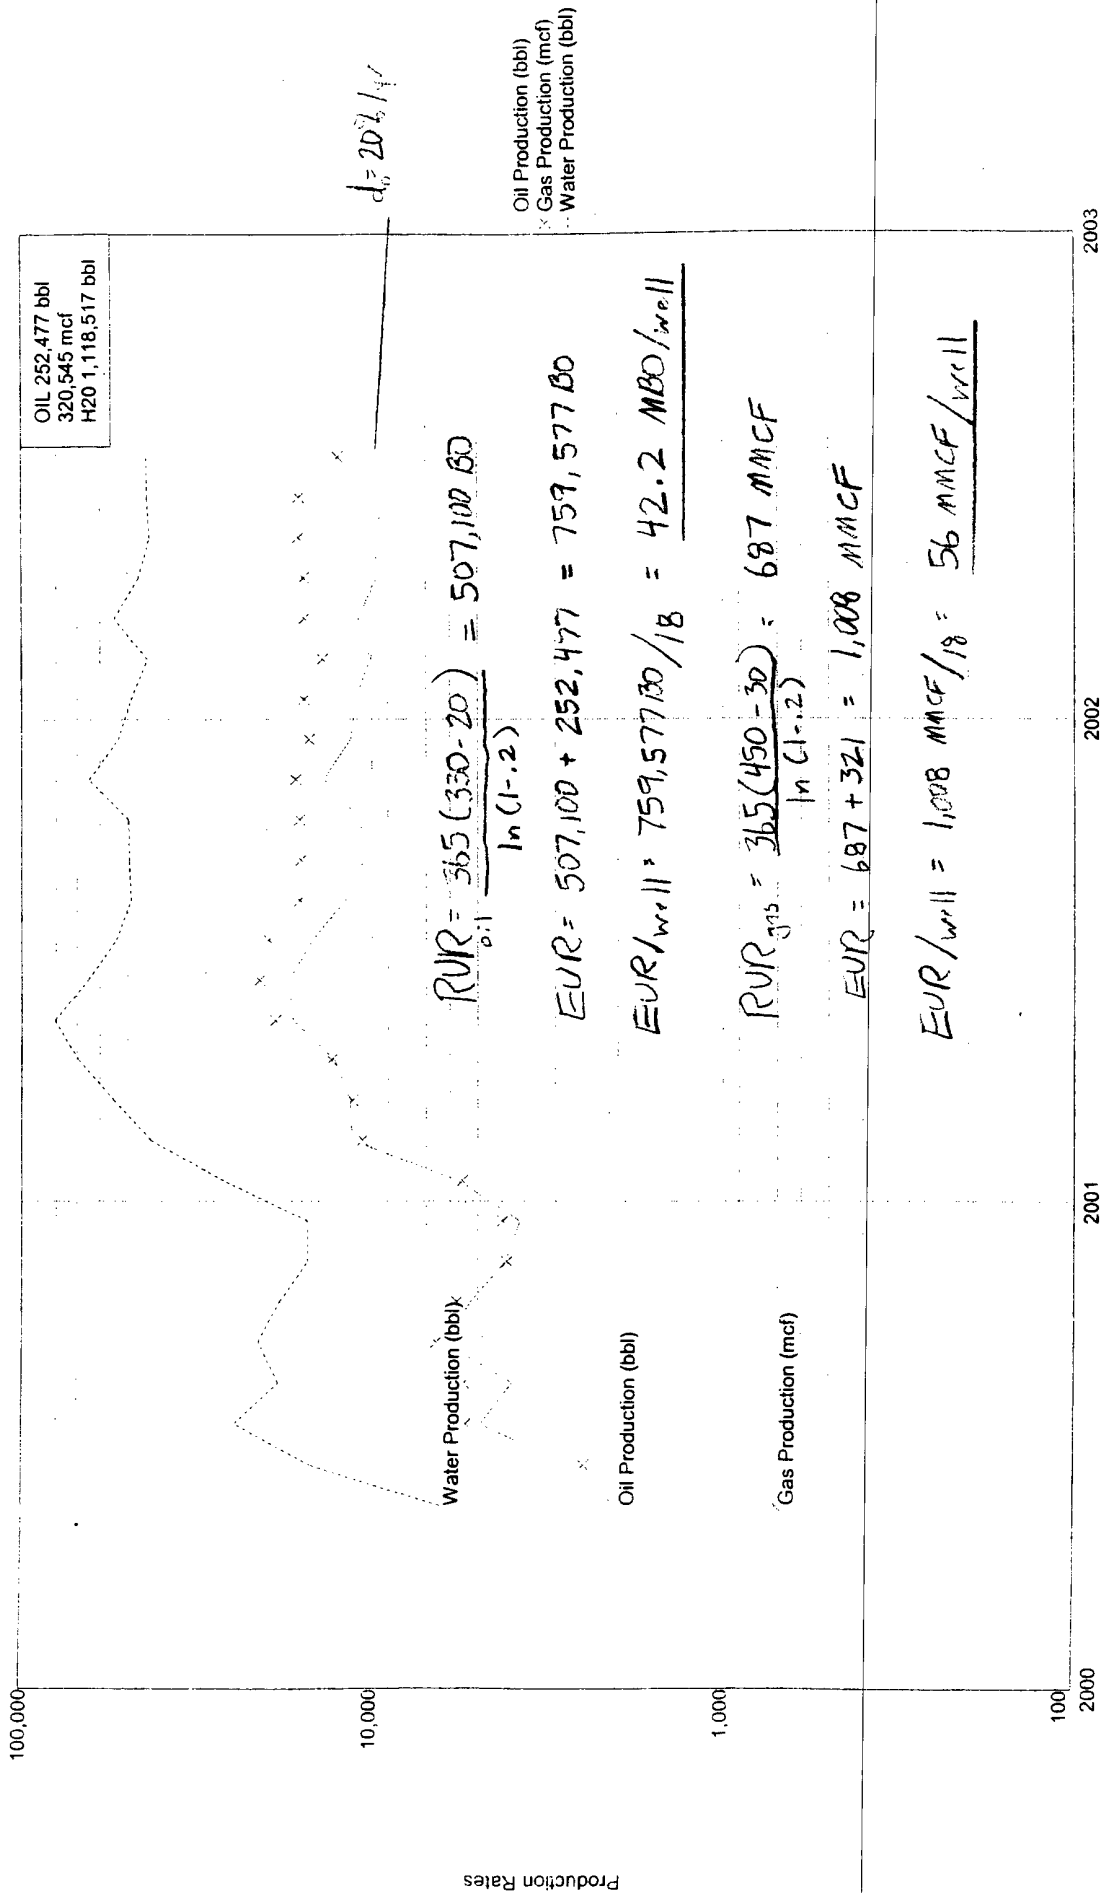 OIL 252,477 bbl
320,545 mcf
H20 1,118,517 bbl
100,000
10,000
1,000
100
Production Rates
2000
2001
2002
2003
Oil Production (bbl)
Gas Production (mcf)
Water Production (bbl)
Water Production (bbl)
Oil Production (bbl)
Gas Production (mcf)
d = 20% / yr
RUR oil = 365 (330-20) / ln (1-.2) = 507,100 BO
EUR = 507,100 + 252,477 = 759,577 BO
EUR/well = 759,577 BO/18 = 42.2 MBO/well
RUR gas = 365 (450-30) / ln (1-.2) = 687 MMCF
EUR = 687 + 321 = 1,008 MMCF
EUR/well = 1,008 MMCF/18 = 56 MMCF/well